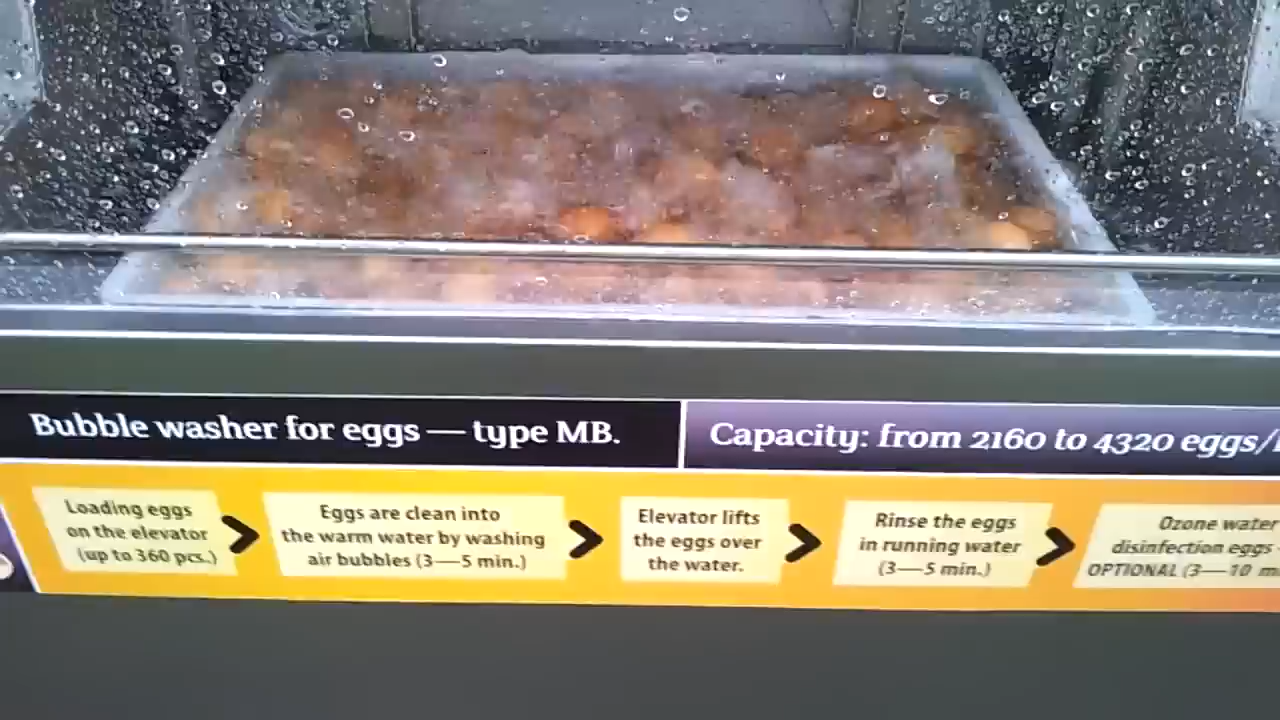 Bubble washer for eggs — type MB.
Capacity: from 2160 to 4320 eggs/
Loading eggs
on the elevator
(up to 360 pcs.)
Eggs are clean into
the warm water by washing
air bubbles (3—5 min.)
Elevator lifts
the eggs over
the water.
Rinse the eggs
in running water
(3—5 min.)
Ozone water
disinfection eggs
OPTIONAL (3—10 m